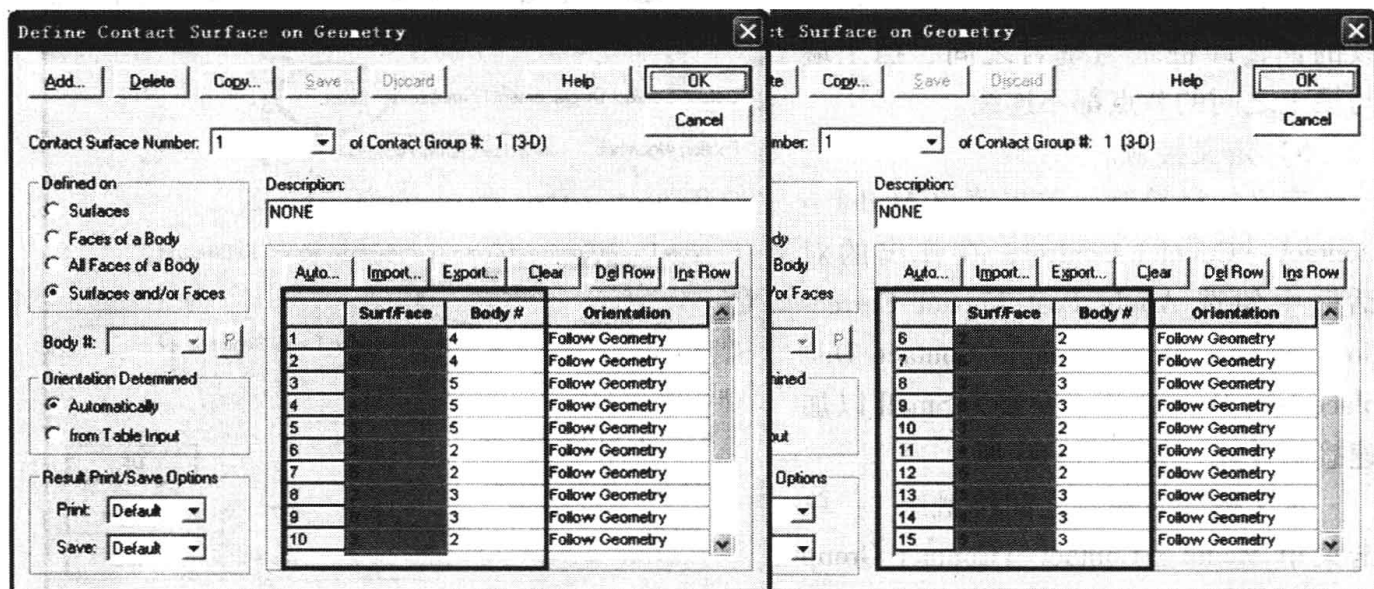 Define Contact Surface on Geometry
Add... Delete Copy... Save Discard Help OK
Cancel
Contact Surface Number: 1 of Contact Group #: 1 (3-D)
Defined on
Surfaces
Faces of a Body
All Faces of a Body
Surfaces and/or Faces
Body #: P
Orientation Determined
Automatically
from Table Input
Result Print/Save Options
Print: Default
Save: Default
Description:
NONE
Auto... Import... Export... Clear Del Row Ins Row
Surf/Face Body # Orientation
1 4 Follow Geometry
2 4 Follow Geometry
3 5 Follow Geometry
4 5 Follow Geometry
5 5 Follow Geometry
6 2 Follow Geometry
7 2 Follow Geometry
8 3 Follow Geometry
9 3 Follow Geometry
10 2 Follow Geometry
ct Surface on Geometry
te Copy... Save Discard Help OK
Cancel
mber: 1 of Contact Group #: 1 (3-D)
dy
Body
/or Faces
P
mined
put
Options
Description:
NONE
Auto... Import... Export... Clear Del Row Ins Row
Surf/Face Body # Orientation
6 2 Follow Geometry
7 2 Follow Geometry
8 3 Follow Geometry
9 3 Follow Geometry
10 2 Follow Geometry
11 2 Follow Geometry
12 2 Follow Geometry
13 3 Follow Geometry
14 3 Follow Geometry
15 3 Follow Geometry